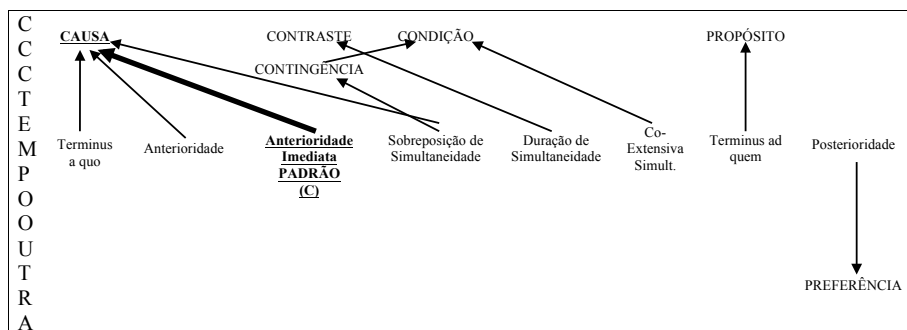 C
C
C
T
E
M
P
O
O
U
T
R
A
CAUSA
CONTRASTE
CONDIÇÃO
PROPÓSITO
CONTINGÊNCIA
Terminus
a quo
Anterioridade
Anterioridade
Imediata
PADRÃO
(C)
Sobreposição de
Simultaneidade
Duração de
Simultaneidade
Co-
Extensiva
Simult.
Terminus ad
quem
Posterioridade
PREFERÊNCIA